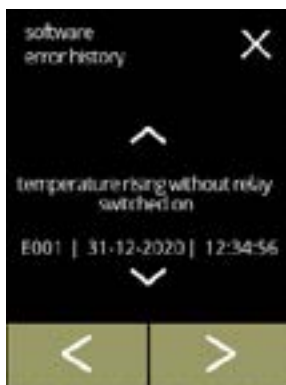 software
error history
temperature rising without relay
switched on
E001 | 31-12-2020 | 12:34:56